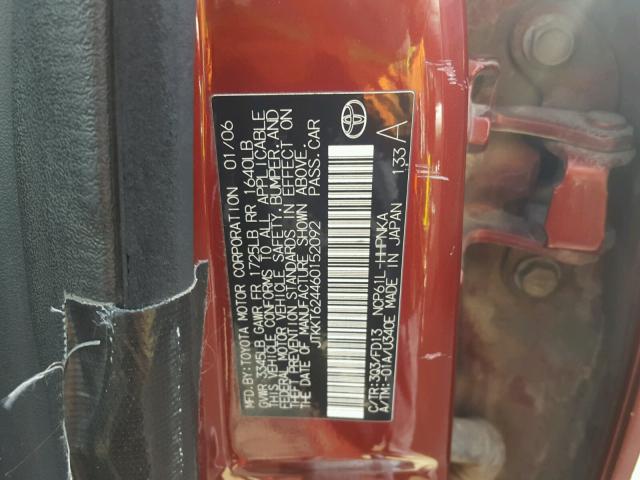 MFD.BY:TOYOTA MOTOR CORPORATION 01/06
GVWR 3345LB GAWR FR 1725LB RR 1640LB
THIS VEHICLE CONFORMS TO ALL APPLICABLE
FEDERAL MOTOR VEHICLE SAFETY, BUMPER, AND
THEFT PREVENTION STANDARDS IN EFFECT ON
THE DATE OF MANUFACTURE SHOWN ABOVE.
JTKKT624460152092 PASS. CAR
C/TR:3Q3/FD13 NCP61L-HHPNKA
A/TM:-01A/U340E MADE IN JAPAN 1.33 A